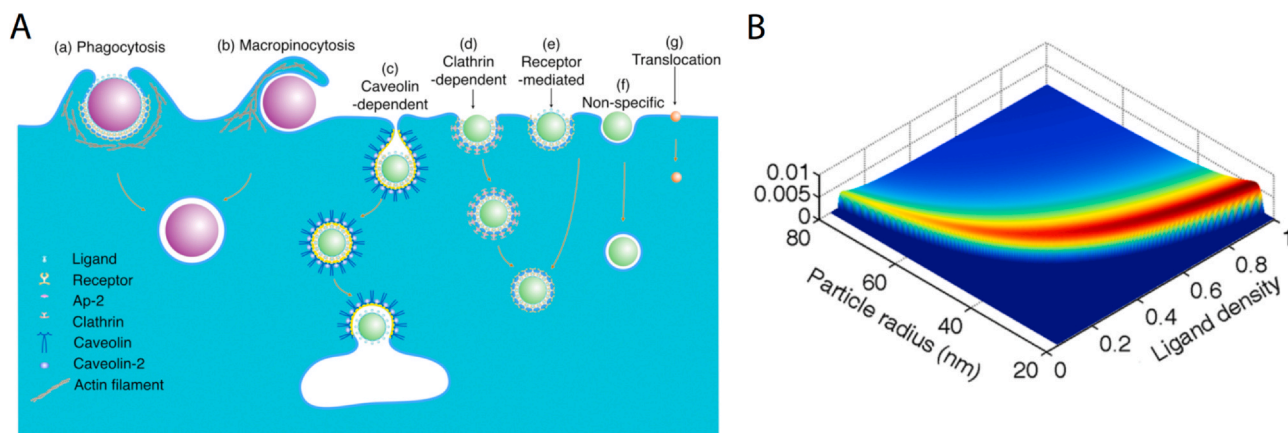 A
(a) Phagocytosis
(b) Macropinocytosis
(c)
Caveolin
-dependent
(d)
Clathrin
-dependent
(e)
Receptor
-mediated
(f)
Non-specific
(g)
Translocation
Ligand
Receptor
Ap-2
Clathrin
Caveolin
Caveolin-2
Actin filament
B
0.01
0.005
0
80
60
40
20
Particle radius (nm)
0
0.2
0.4
0.6
0.8
1
Ligand density